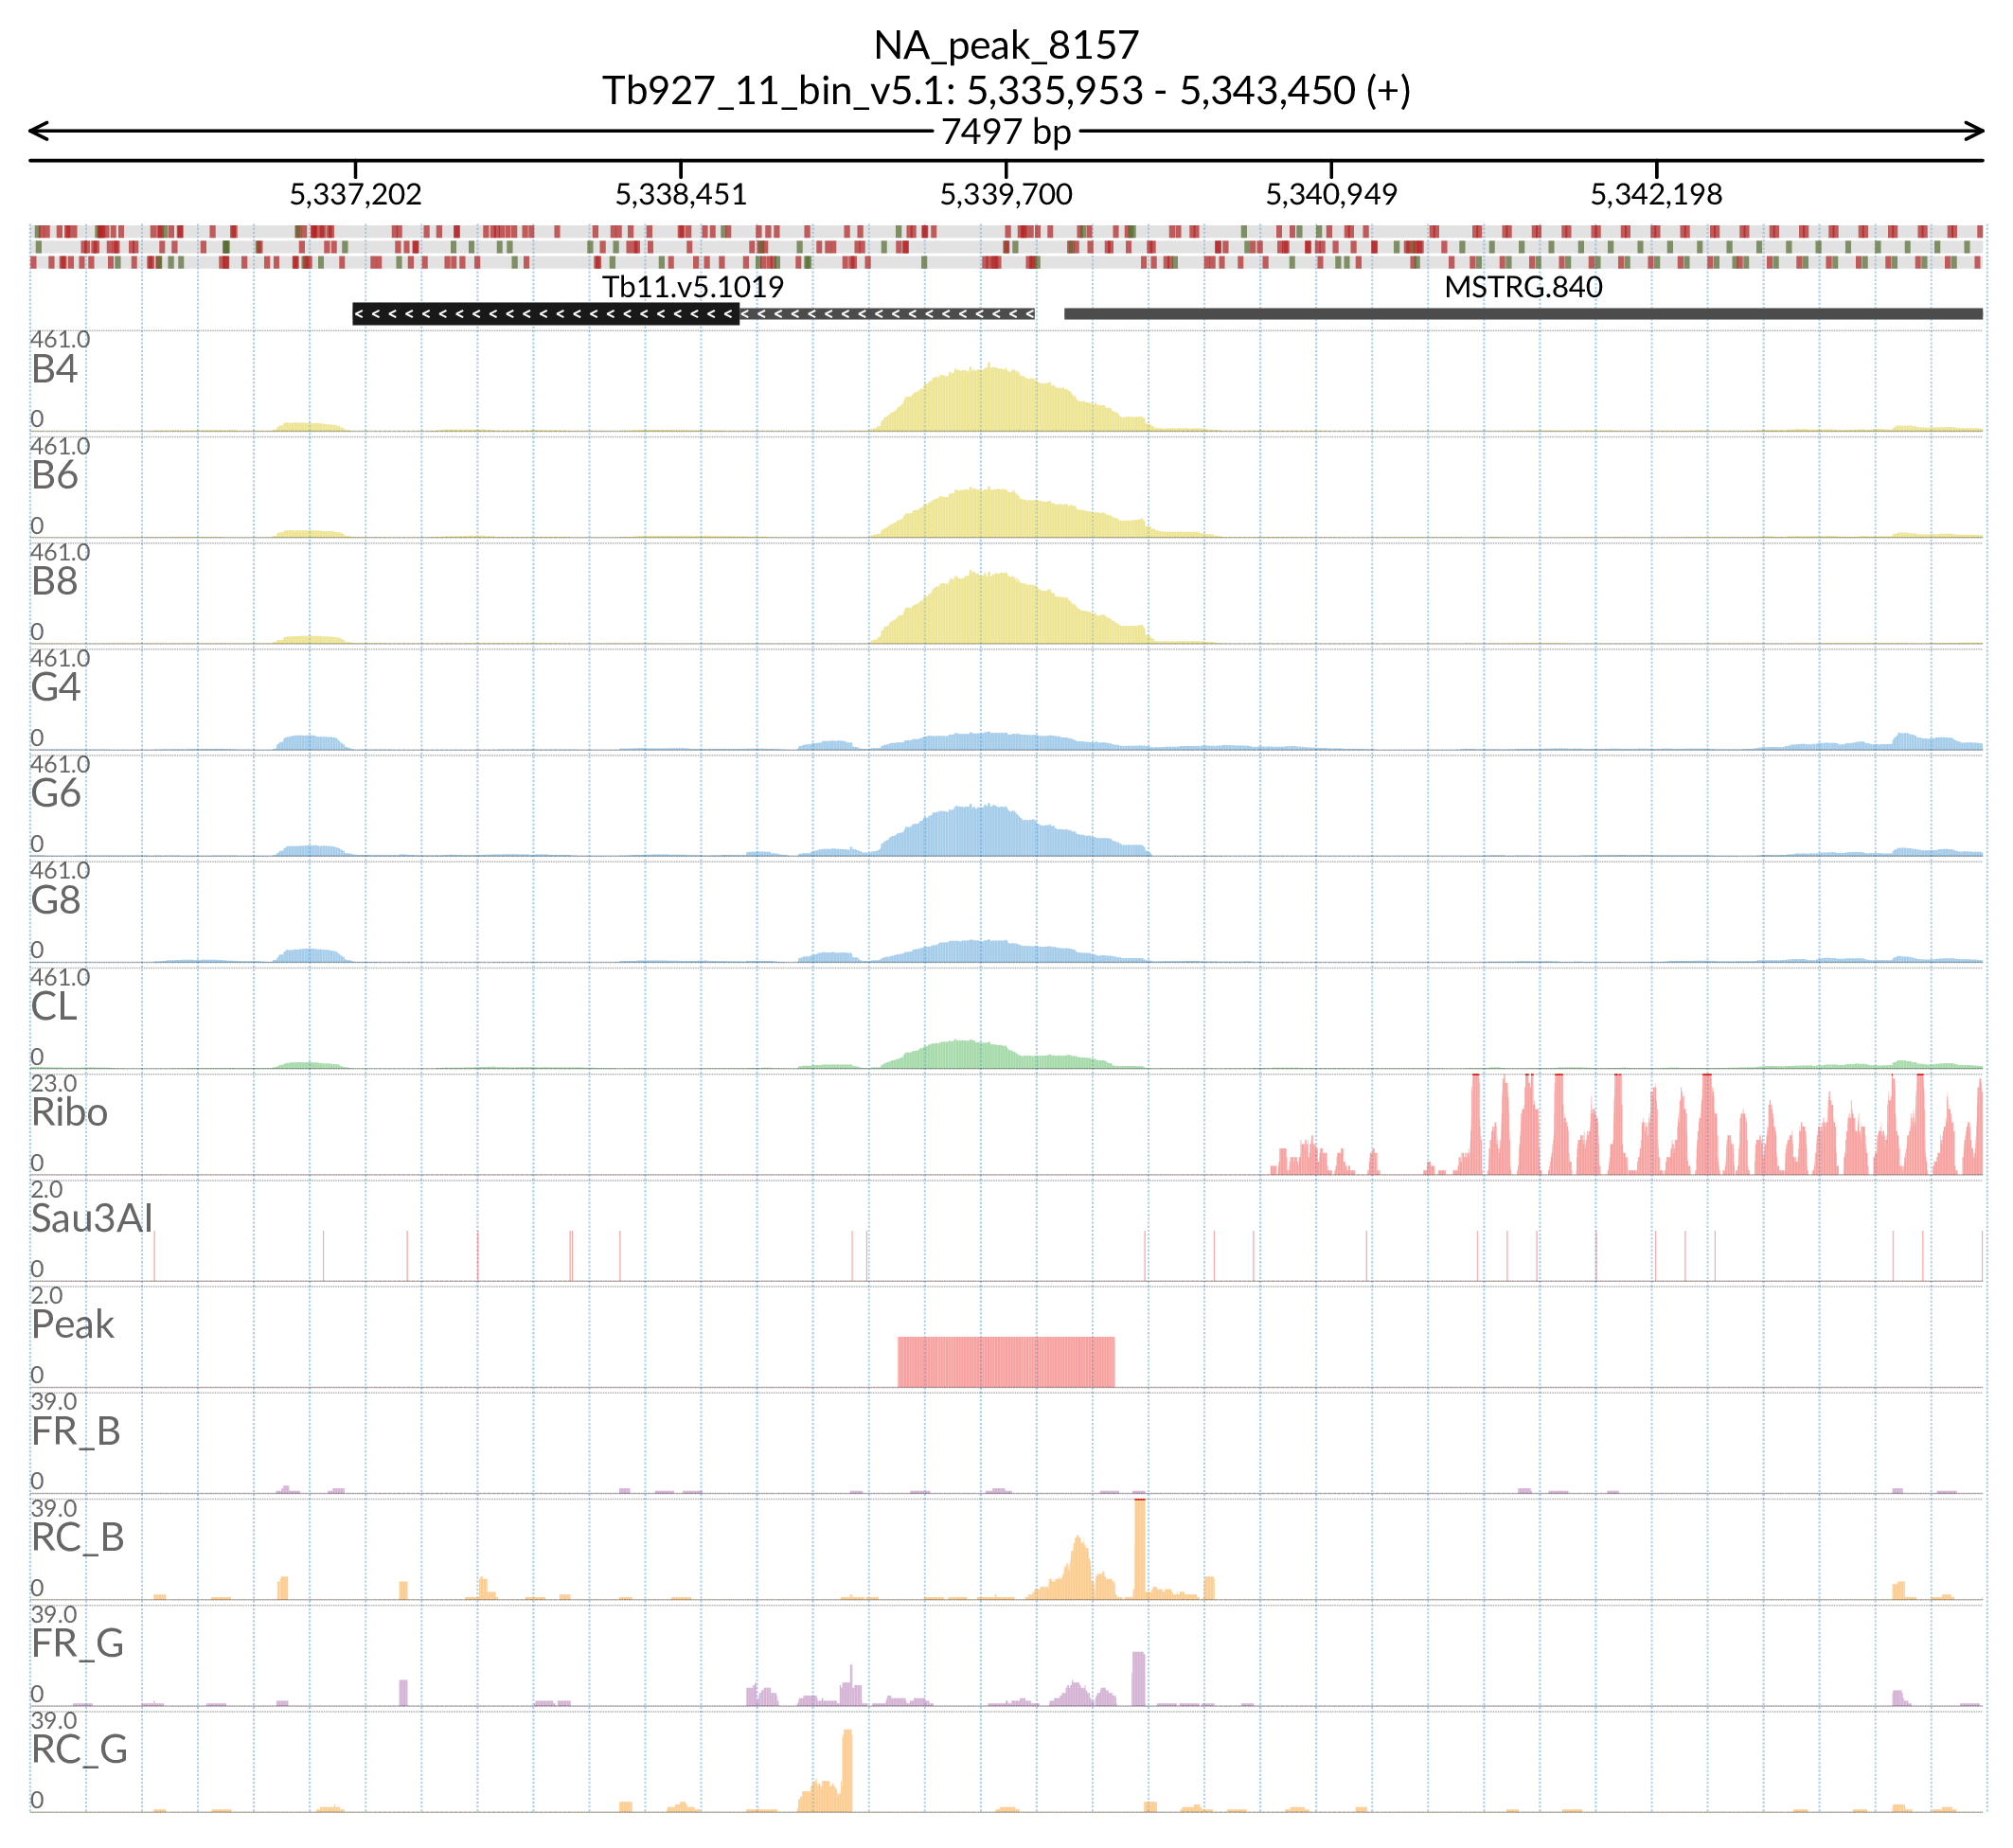 NA_peak_8157
Tb927_11_bin_v5.1: 5,335,953 - 5,343,450 (+)
7497 bp
5,337,202 5,338,451 5,339,700 5,340,949 5,342,198
Tb11.v5.1019 MSTRG.840
461.0
B4
0
461.0
B6
0
461.0
B8
0
461.0
G4
0
461.0
G6
0
461.0
G8
0
461.0
CL
0
23.0
Ribo
0
2.0
Sau3AI
0
2.0
Peak
0
39.0
FR_B
0
39.0
RC_B
0
39.0
FR_G
0
39.0
RC_G
0